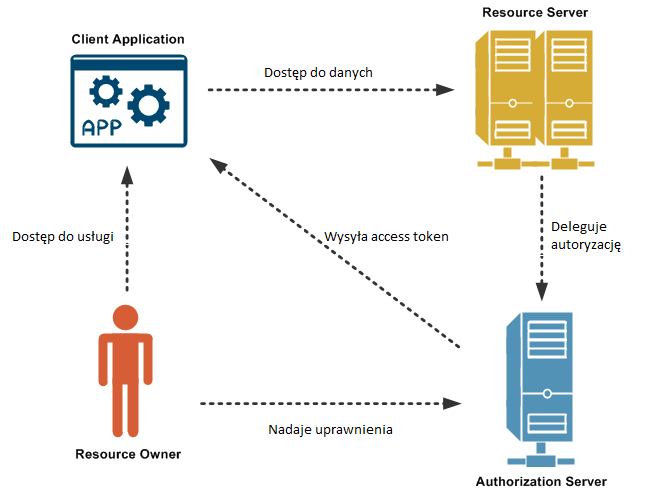 Resource Server
Client Application
Dostęp do danych
APP
Dostęp do usługi
Wysyła access token
Deleguje
autoryzację
Nadaje uprawnienia
Resource Owner
Authorization Server